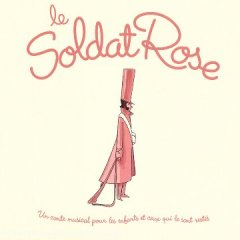 le
Soldat Rose
Un conte musical pour les enfants et ceux qui le sont restés